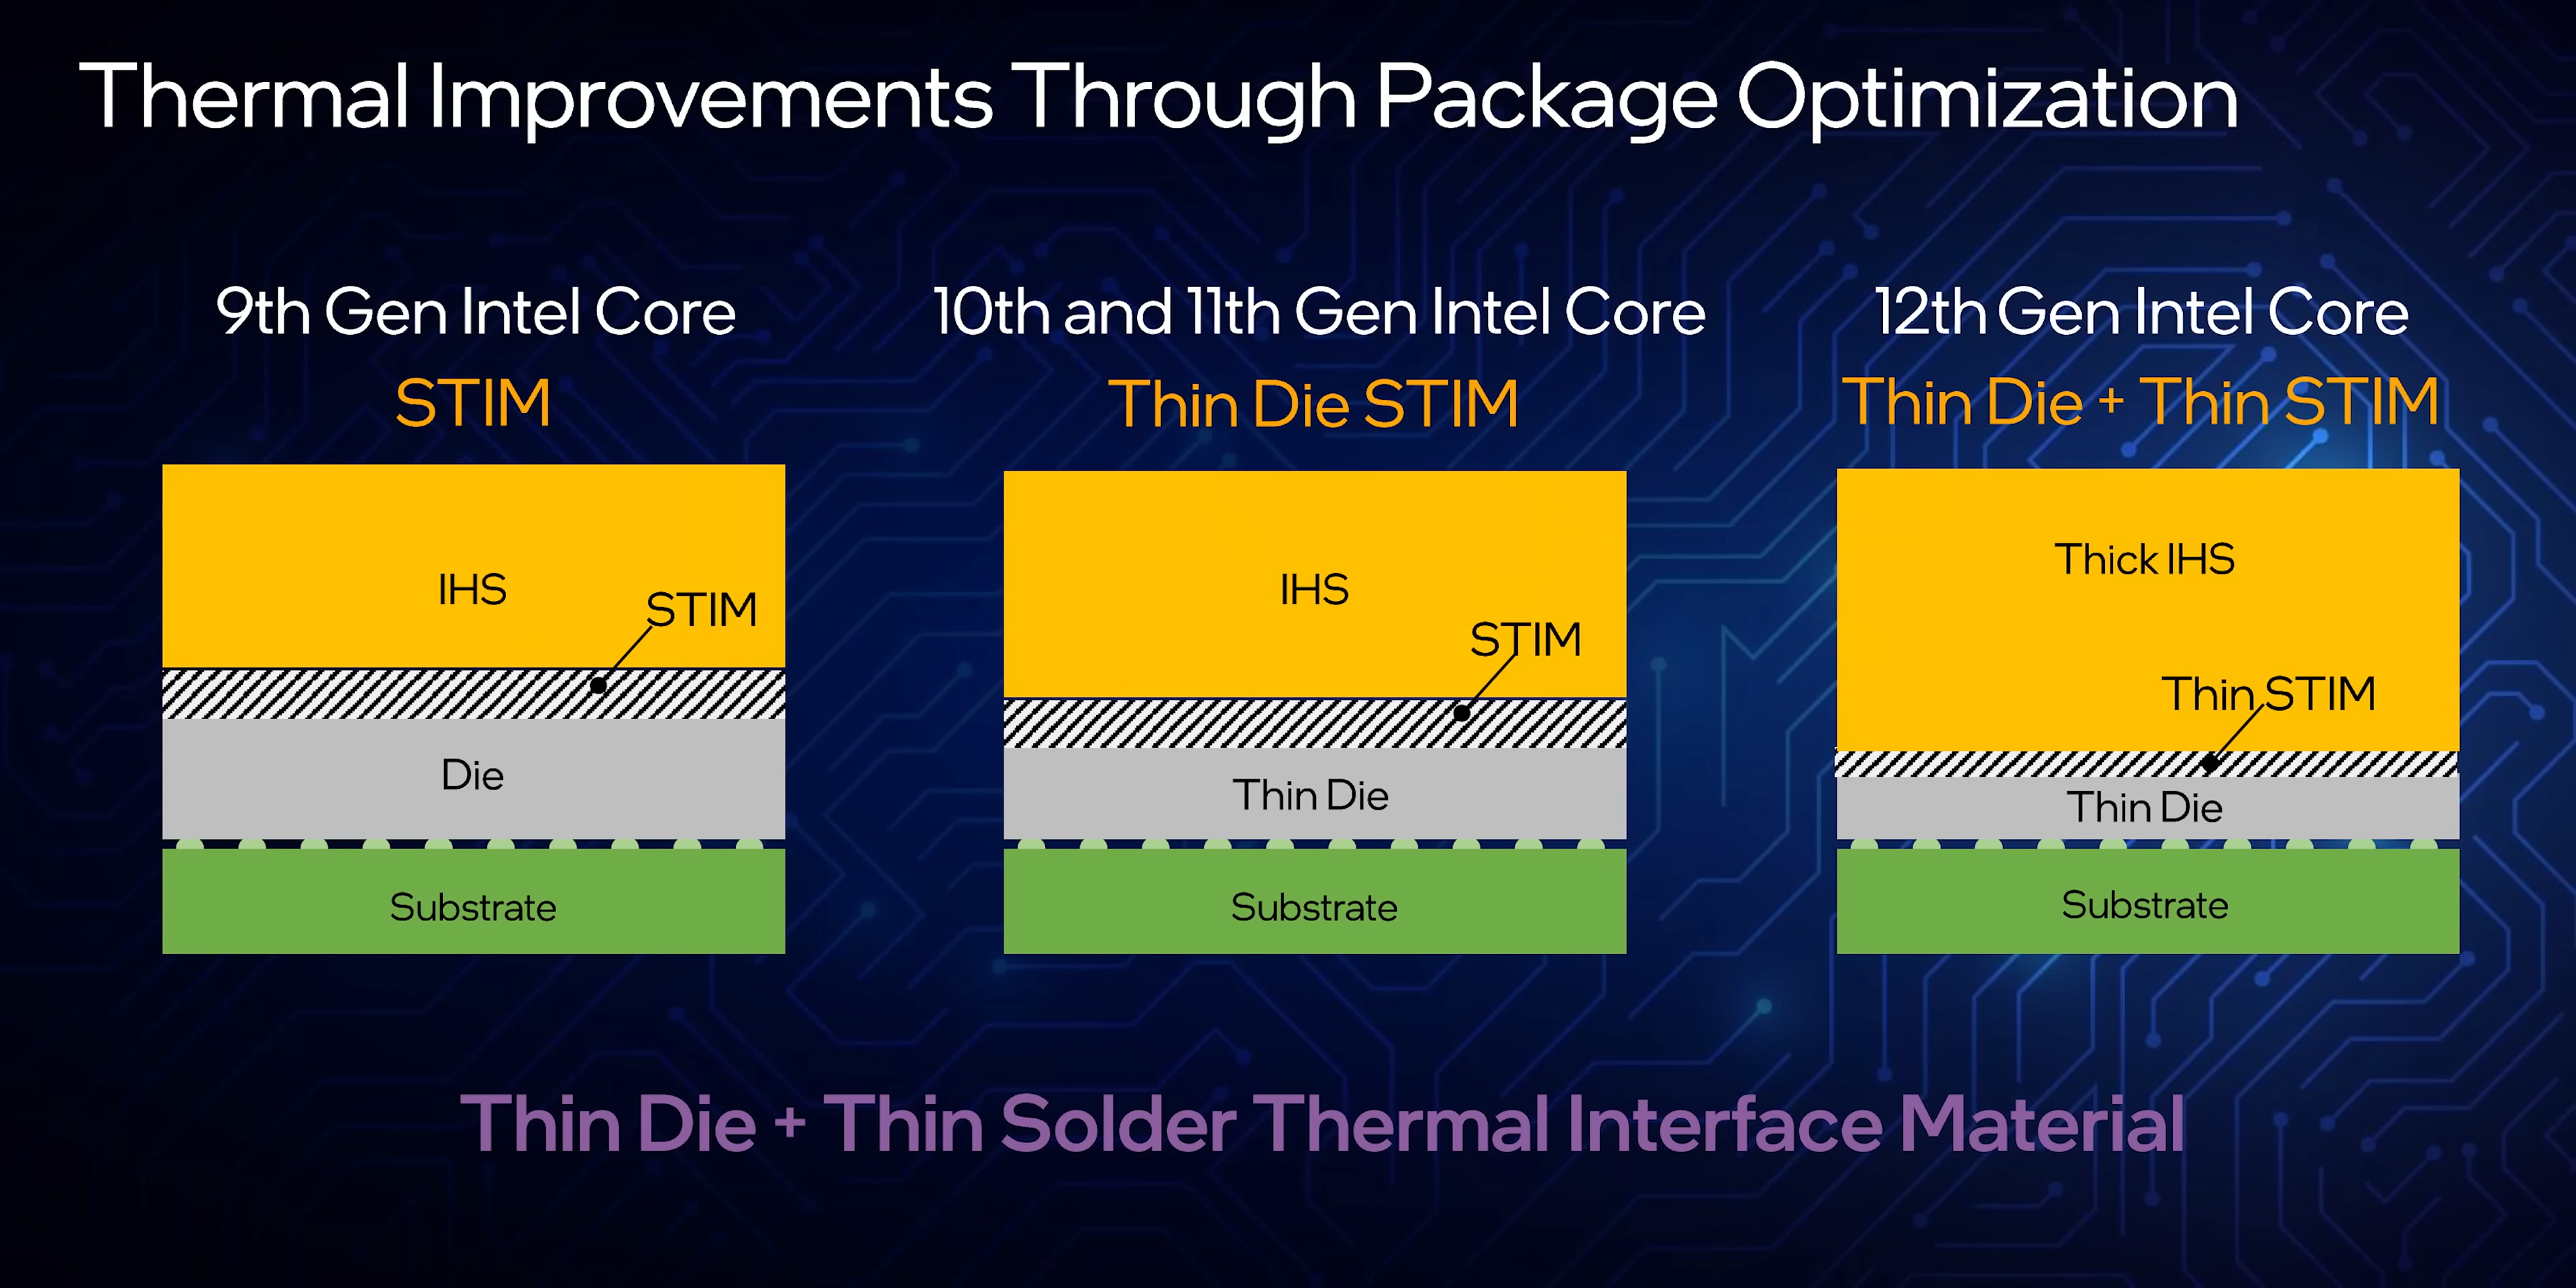 Thermal Improvements Through Package Optimization
9th Gen Intel Core
STIM
IHS
STIM
Die
Substrate
10th and 11th Gen Intel Core
Thin Die STIM
IHS
STIM
Thin Die
Substrate
12th Gen Intel Core
Thin Die + Thin STIM
Thick IHS
Thin STIM
Thin Die
Substrate
Thin Die + Thin Solder Thermal Interface Material